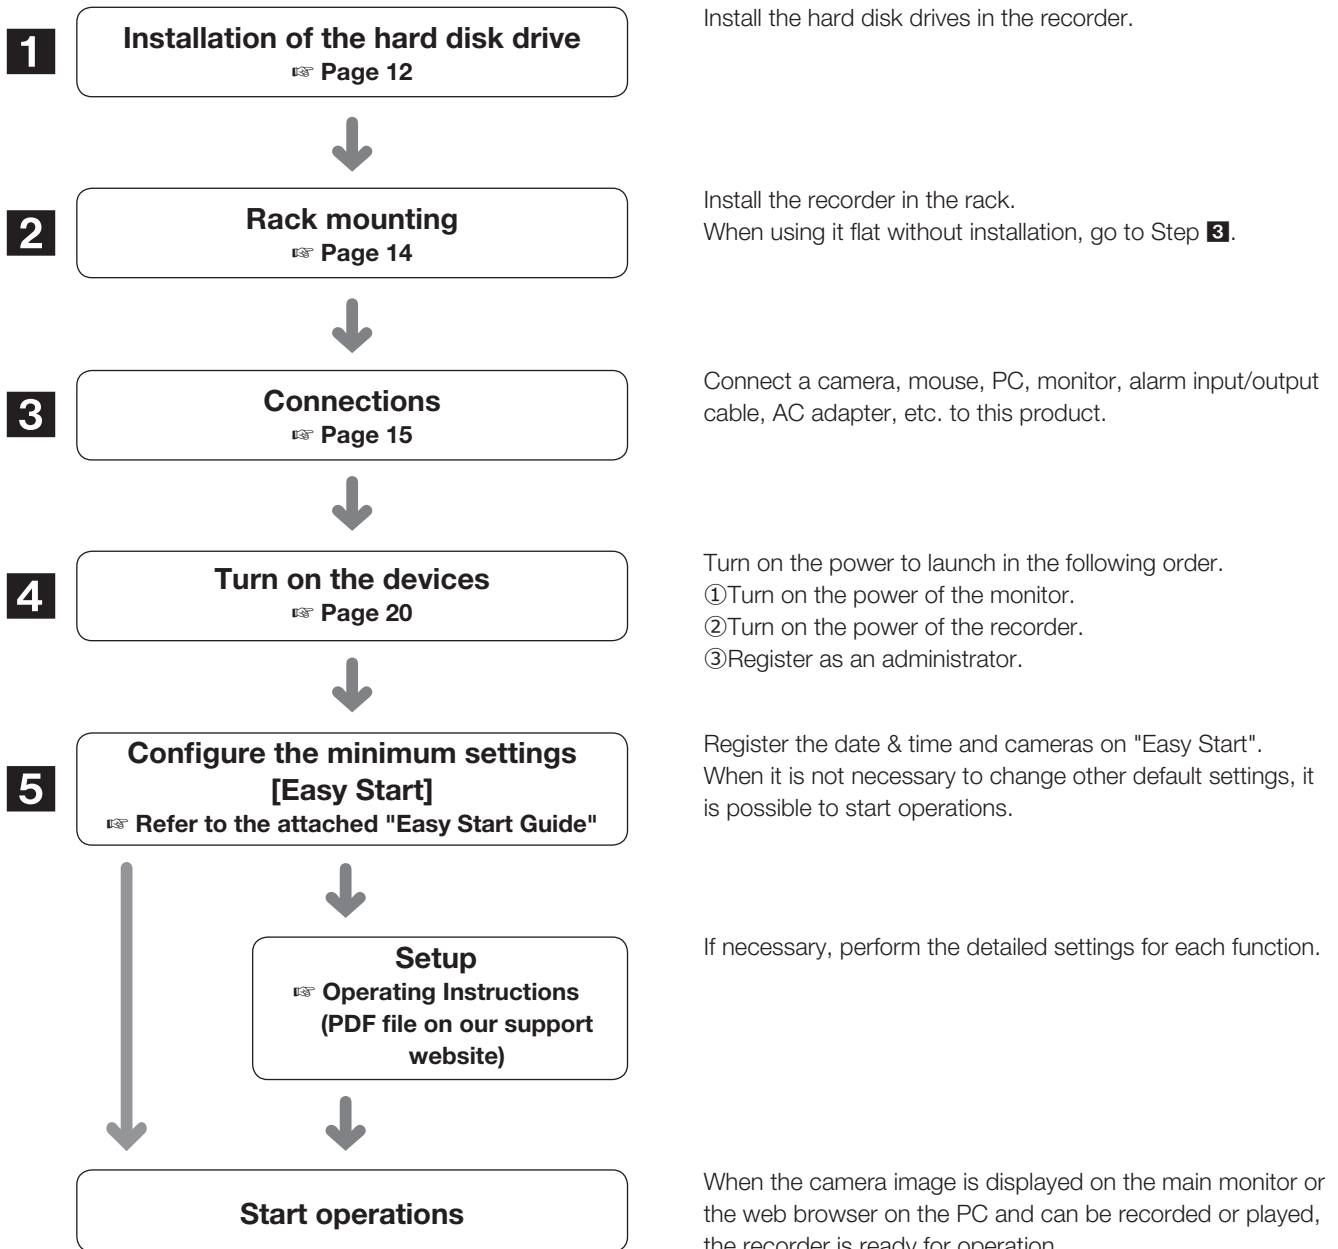 1
Installation of the hard disk drive
☞ Page 12
Install the hard disk drives in the recorder.
2
Rack mounting
☞ Page 14
Install the recorder in the rack.
When using it flat without installation, go to Step 3.
3
Connections
☞ Page 15
Connect a camera, mouse, PC, monitor, alarm input/output
cable, AC adapter, etc. to this product.
4
Turn on the devices
☞ Page 20
Turn on the power to launch in the following order.
①Turn on the power of the monitor.
②Turn on the power of the recorder.
③Register as an administrator.
5
Configure the minimum settings
[Easy Start]
☞ Refer to the attached "Easy Start Guide"
Register the date & time and cameras on "Easy Start".
When it is not necessary to change other default settings, it
is possible to start operations.
Setup
☞ Operating Instructions
(PDF file on our support
website)
If necessary, perform the detailed settings for each function.
Start operations
When the camera image is displayed on the main monitor or
the web browser on the PC and can be recorded or played,
the recorder is ready for operation.